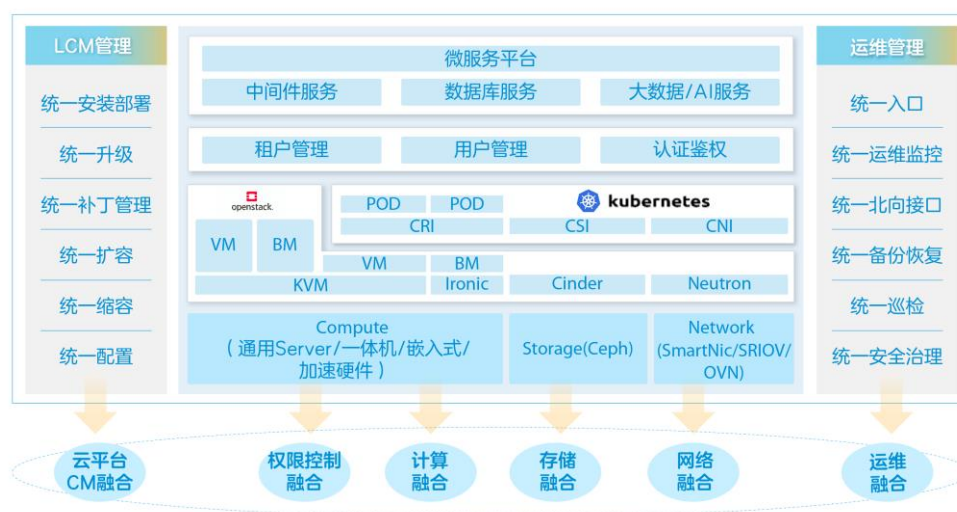 LCM管理
统一安装部署
统一升级
统一补丁管理
统一扩容
统一缩容
统一配置
微服务平台
中间件服务
数据库服务
大数据/AI服务
租户管理
用户管理
认证鉴权
openstack.
VM
BM
POD
POD
kubernetes
CRI
CSI
CNI
VM
BM
KVM
Ironic
Cinder
Neutron
Compute
(通用Server/一体机/嵌入式/
加速硬件)
Storage(Ceph)
Network
(SmartNic/SRIOV/
OVN)
运维管理
统一入口
统一运维监控
统一北向接口
统一备份恢复
统一巡检
统一安全治理
云平台
CM融合
权限控制
融合
计算
融合
存储
融合
网络
融合
运维
融合